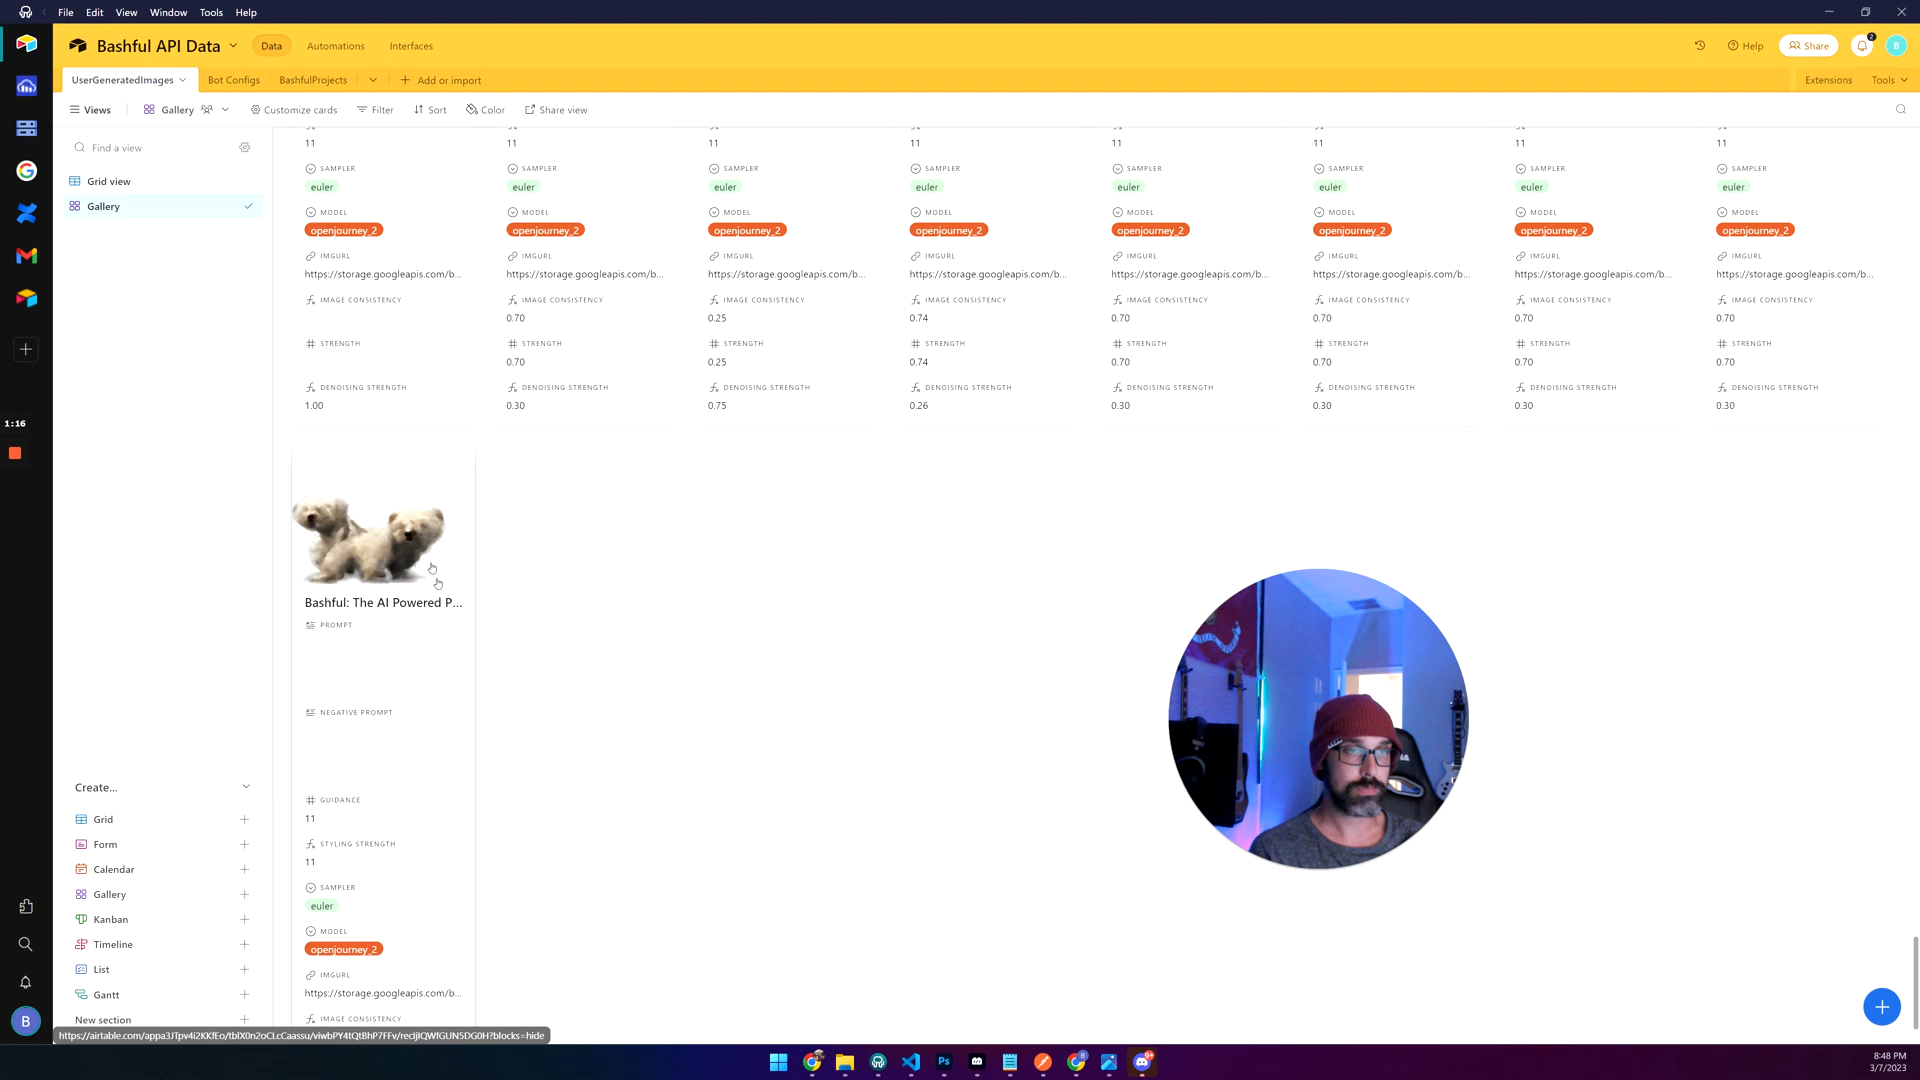 File Edit View Window Tools Help
Bashful API Data Data Automations Interfaces Help Share 2 B
UserGeneratedImages Bot Configs BashfulProjects Add or import Extensions Tools
Views Gallery Customize cards Filter Sort Color Share view
Find a view
Grid view
Gallery
11 11 11 11 11 11 11 11
SAMPLER SAMPLER SAMPLER SAMPLER SAMPLER SAMPLER SAMPLER SAMPLER
euler euler euler euler euler euler euler euler
MODEL MODEL MODEL MODEL MODEL MODEL MODEL MODEL
openjourney_2 openjourney_2 openjourney_2 openjourney_2 openjourney_2 openjourney_2 openjourney_2 openjourney_2
IMGURL IMGURL IMGURL IMGURL IMGURL IMGURL IMGURL IMGURL
https://storage.googleapis.com/b... https://storage.googleapis.com/b... https://storage.googleapis.com/b... https://storage.googleapis.com/b... https://storage.googleapis.com/b... https://storage.googleapis.com/b... https://storage.googleapis.com/b... https://storage.googleapis.com/b...
IMAGE CONSISTENCY IMAGE CONSISTENCY IMAGE CONSISTENCY IMAGE CONSISTENCY IMAGE CONSISTENCY IMAGE CONSISTENCY IMAGE CONSISTENCY IMAGE CONSISTENCY
0.70 0.25 0.74 0.70 0.70 0.70 0.70
STRENGTH STRENGTH STRENGTH STRENGTH STRENGTH STRENGTH STRENGTH STRENGTH
0.70 0.25 0.74 0.70 0.70 0.70 0.70
DENOISING STRENGTH DENOISING STRENGTH DENOISING STRENGTH DENOISING STRENGTH DENOISING STRENGTH DENOISING STRENGTH DENOISING STRENGTH DENOISING STRENGTH
1.00 0.30 0.75 0.26 0.30 0.30 0.30 0.30
1:16
Bashful: The AI Powered P...
PROMPT
NEGATIVE PROMPT
GUIDANCE
11
STYLING STRENGTH
11
SAMPLER
euler
MODEL
openjourney_2
IMGURL
https://storage.googleapis.com/b...
IMAGE CONSISTENCY
Create...
Grid
Form
Calendar
Gallery
Kanban
Timeline
List
Gantt
New section
B
https://airtable.com/appa3JTpv4i2KKfEo/tblX0n2oCLcCaassu/viwbPY4tQtBhP7FFv/recIjlQWfGUN5DG0H?blocks=hide
Ps
8:48 PM
3/7/2023